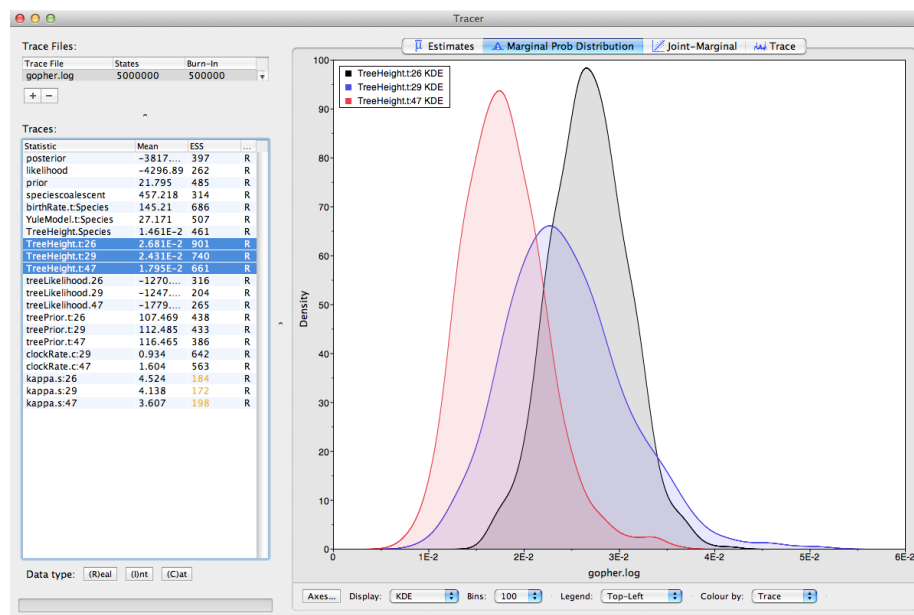 Tracer
Trace Files:
Trace File States Burn-In
gopher.log 5000000 500000
+ −
Traces:
Statistic Mean ESS ...
posterior -3817.... 397 R
likelihood -4296.89 262 R
prior 21.795 485 R
speciescoalescent 457.218 314 R
birthRate.t:Species 145.21 686 R
YuleModel.t:Species 27.171 507 R
TreeHeight.Species 1.461E-2 461 R
TreeHeight.t:26 2.681E-2 901 R
TreeHeight.t:29 2.431E-2 740 R
TreeHeight.t:47 1.795E-2 661 R
treeLikelihood.26 -1270.... 316 R
treeLikelihood.29 -1247.... 204 R
treeLikelihood.47 -1779.... 265 R
treePrior.t:26 107.469 438 R
treePrior.t:29 112.485 433 R
treePrior.t:47 116.465 386 R
clockRate.c:29 0.934 642 R
clockRate.c:47 1.604 563 R
kappa.s:26 4.524 184 R
kappa.s:29 4.138 172 R
kappa.s:47 3.607 198 R
Data type: (R)eal (I)nt (C)at
Estimates Marginal Prob Distribution Joint-Marginal Trace
TreeHeight.t:26 KDE
TreeHeight.t:29 KDE
TreeHeight.t:47 KDE
100
90
80
70
60
50
40
30
20
10
0
Density
0 1E-2 2E-2 3E-2 4E-2 5E-2 6E-2
gopher.log
Axes... Display: KDE Bins: 100 Legend: Top-Left Colour by: Trace